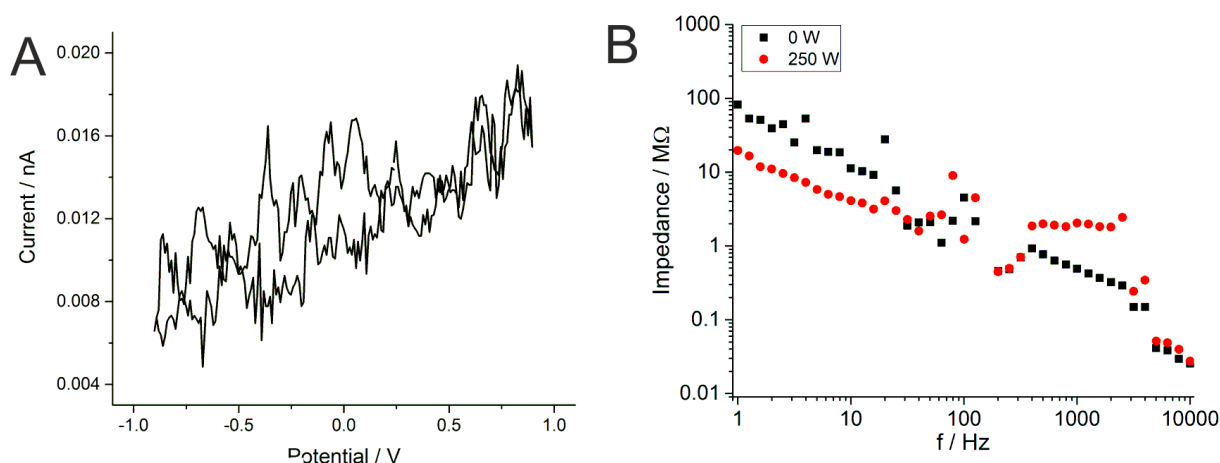 A
0.020
0.016
0.012
0.008
0.004
Current / nA
-1.0
-0.5
0.0
0.5
1.0
Potential / V
B
0 W
250 W
1000
100
10
1
0.1
0.01
Impedance / MΩ
1
10
100
1000
10000
f / Hz